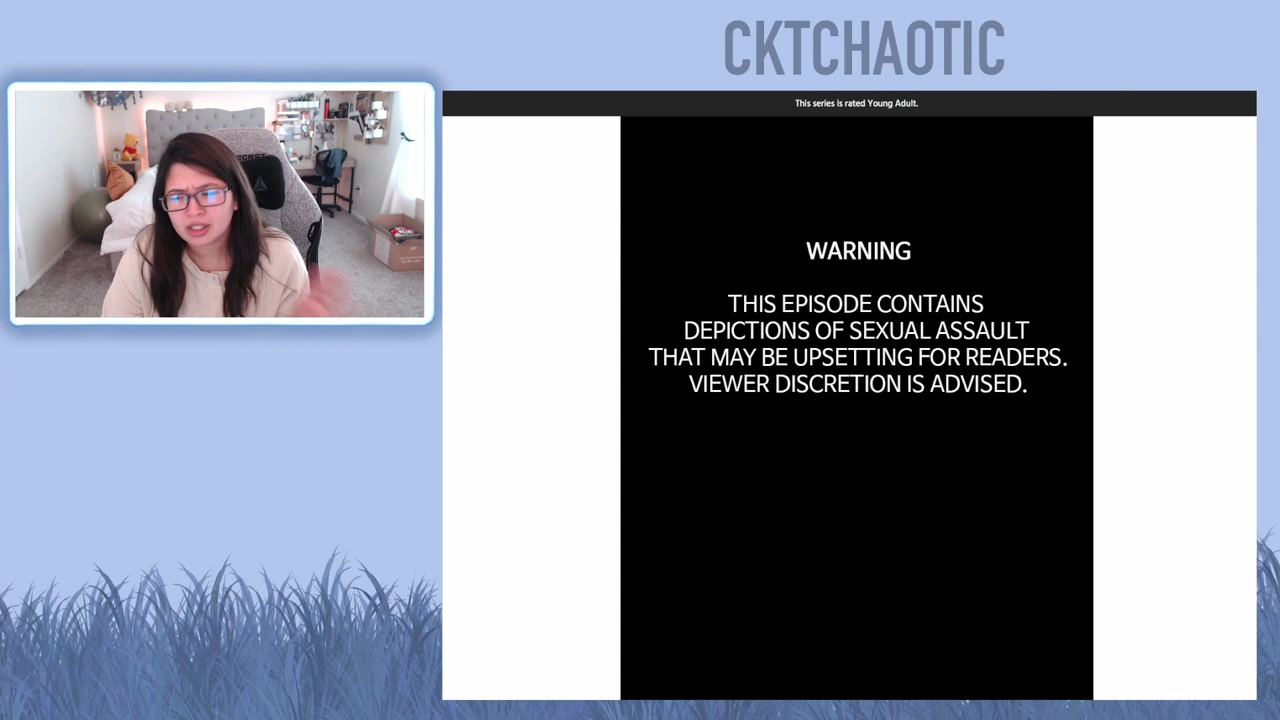 CKTCHAOTIC
This series is rated Young Adult.
WARNING
THIS EPISODE CONTAINS
DEPICTIONS OF SEXUAL ASSAULT
THAT MAY BE UPSETTING FOR READERS.
VIEWER DISCRETION IS ADVISED.